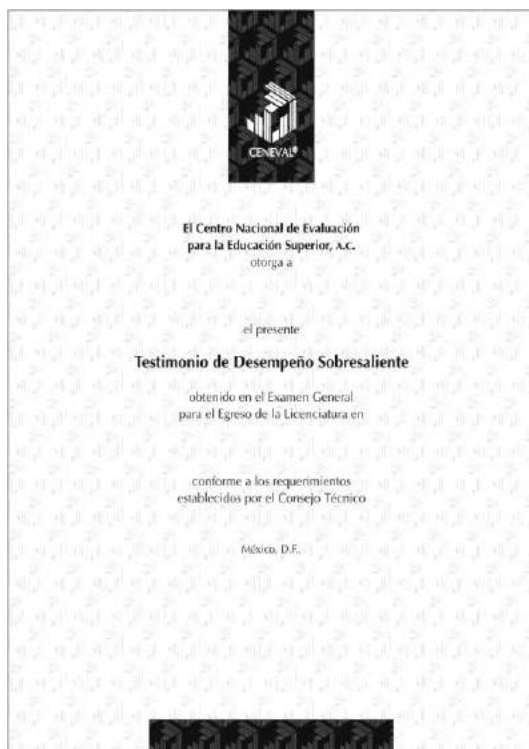 CENEVAL®
El Centro Nacional de Evaluación
para la Educación Superior, A.C.
otorga a
el presente
Testimonio de Desempeño Sobresaliente
obtenido en el Examen General
para el Egreso de la Licenciatura en
conforme a los requerimientos
establecidos por el Consejo Técnico
México, D.F.,